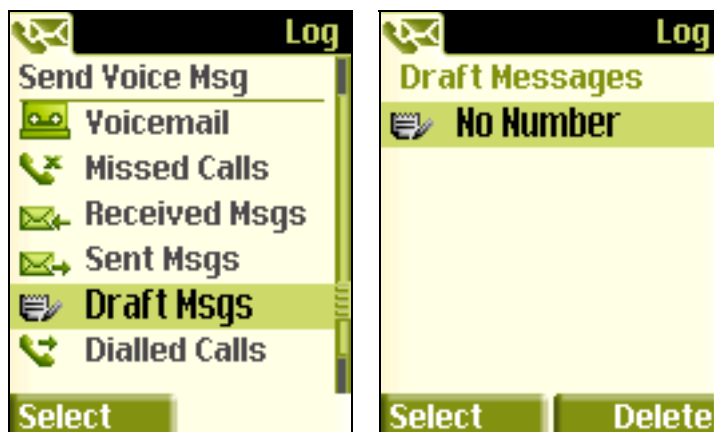 Log
Send Voice Msg
Voicemail
Missed Calls
Received Msgs
Sent Msgs
Draft Msgs
Dialled Calls
Select
Log
Draft Messages
No Number
Select Delete